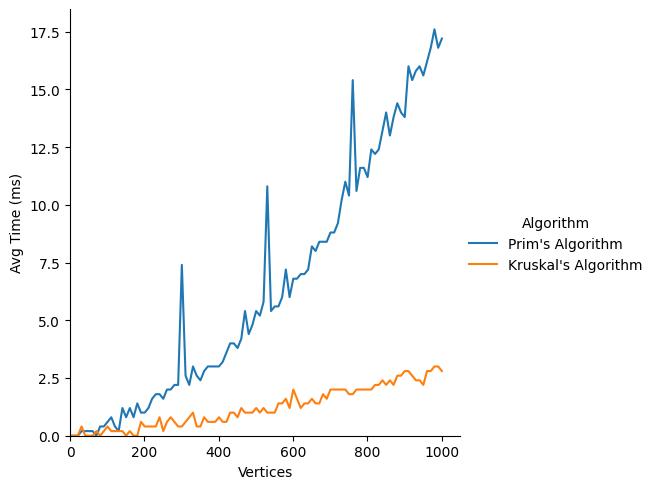 17.5
15.0
12.5
10.0
7.5
5.0
2.5
0.0
Avg Time (ms)
0 200 400 600 800 1000
Vertices
Algorithm
Prim's Algorithm
Kruskal's Algorithm